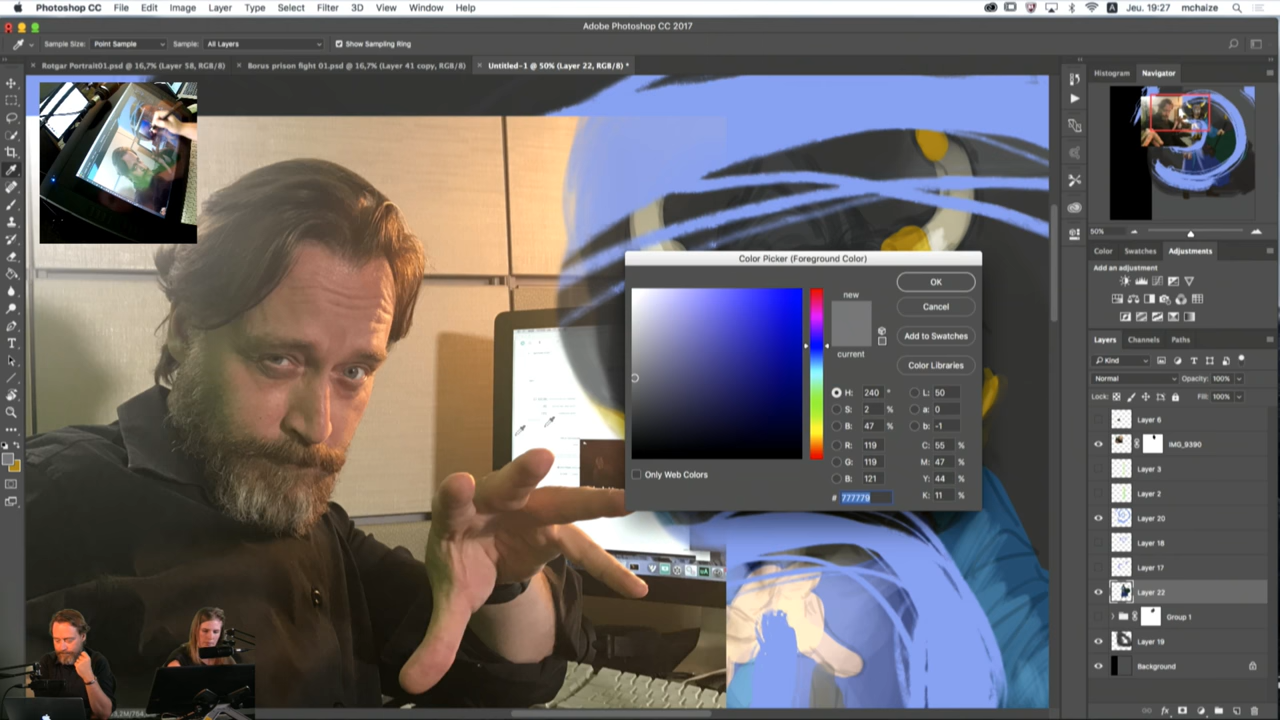 Photoshop CC File Edit Image Layer Type Select Filter 3D View Window Help Jeu. 19:27 mchaize
Adobe Photoshop CC 2017
Sample Size: Point Sample Sample: All Layers Show Sampling Ring
Rotgar Portrait01.psd @ 16,7% (Layer 58, RGB/8) Borus prison fight 01.psd @ 16,7% (Layer 41 copy, RGB/8) Untitled-1 @ 50% (Layer 22, RGB/8) *
Histogram Navigator
50%
Color Swatches Adjustments
Add an adjustment
Layers Channels Paths
Kind
Normal Opacity: 100%
Lock: Fill: 100%
Layer 6
IMG_9390
Layer 3
Layer 2
Layer 20
Layer 18
Layer 17
Layer 22
Group 1
Layer 19
Background
Color Picker (Foreground Color)
new
current
OK
Cancel
Add to Swatches
Color Libraries
H: 240 ° L: 50
S: 2 % a: 0
B: 47 % b: -1
R: 119 C: 55 %
G: 119 M: 47 %
B: 121 Y: 44 %
# 777779 K: 11 %
Only Web Colors